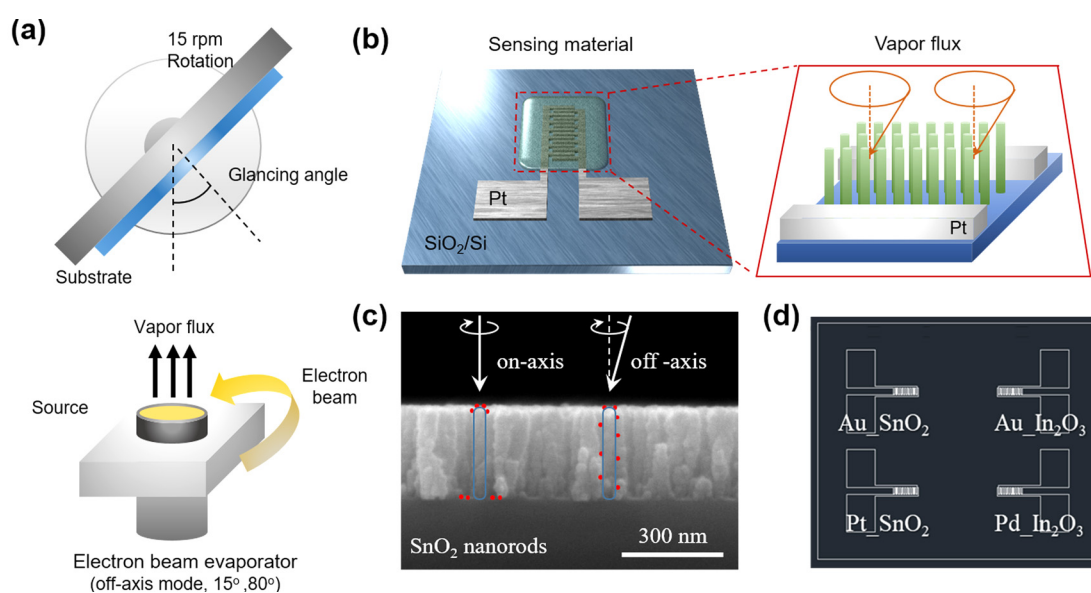 (a)
15 rpm
Rotation
Glancing angle
Substrate
Vapor flux
Source
Electron
beam
Electron beam evaporator
(off-axis mode, 15° ,80°)
(b)
Sensing material
Vapor flux
Pt
SiO₂/Si
Pt
(c)
on-axis
off -axis
SnO₂ nanorods
300 nm
(d)
Au_SnO₂
Au_In₂O₃
Pt_SnO₂
Pd_In₂O₃